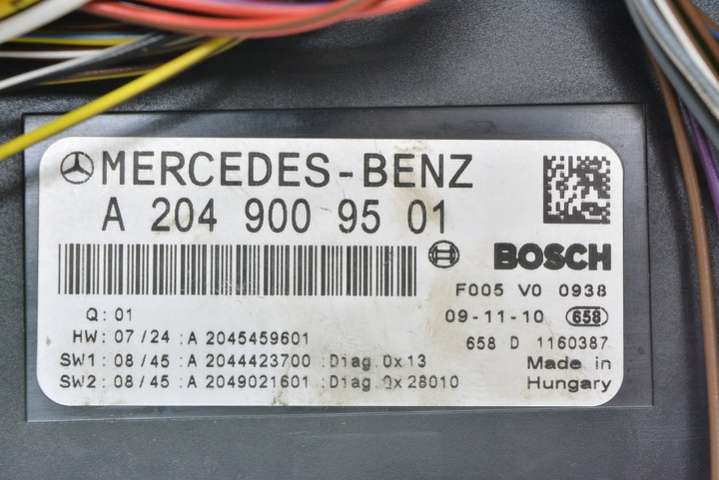 MERCEDES-BENZ
A 204 900 95 01
BOSCH
F005 V0 0938
Q: 01
09-11-10 658
HW: 07/24 :A 2045459601
658 D 1160387
SW1: 08/45 :A 2044423700 :Diag.0x13
Made in
SW2: 08/45 :A 2049021601 :Diag.0x28010
Hungary